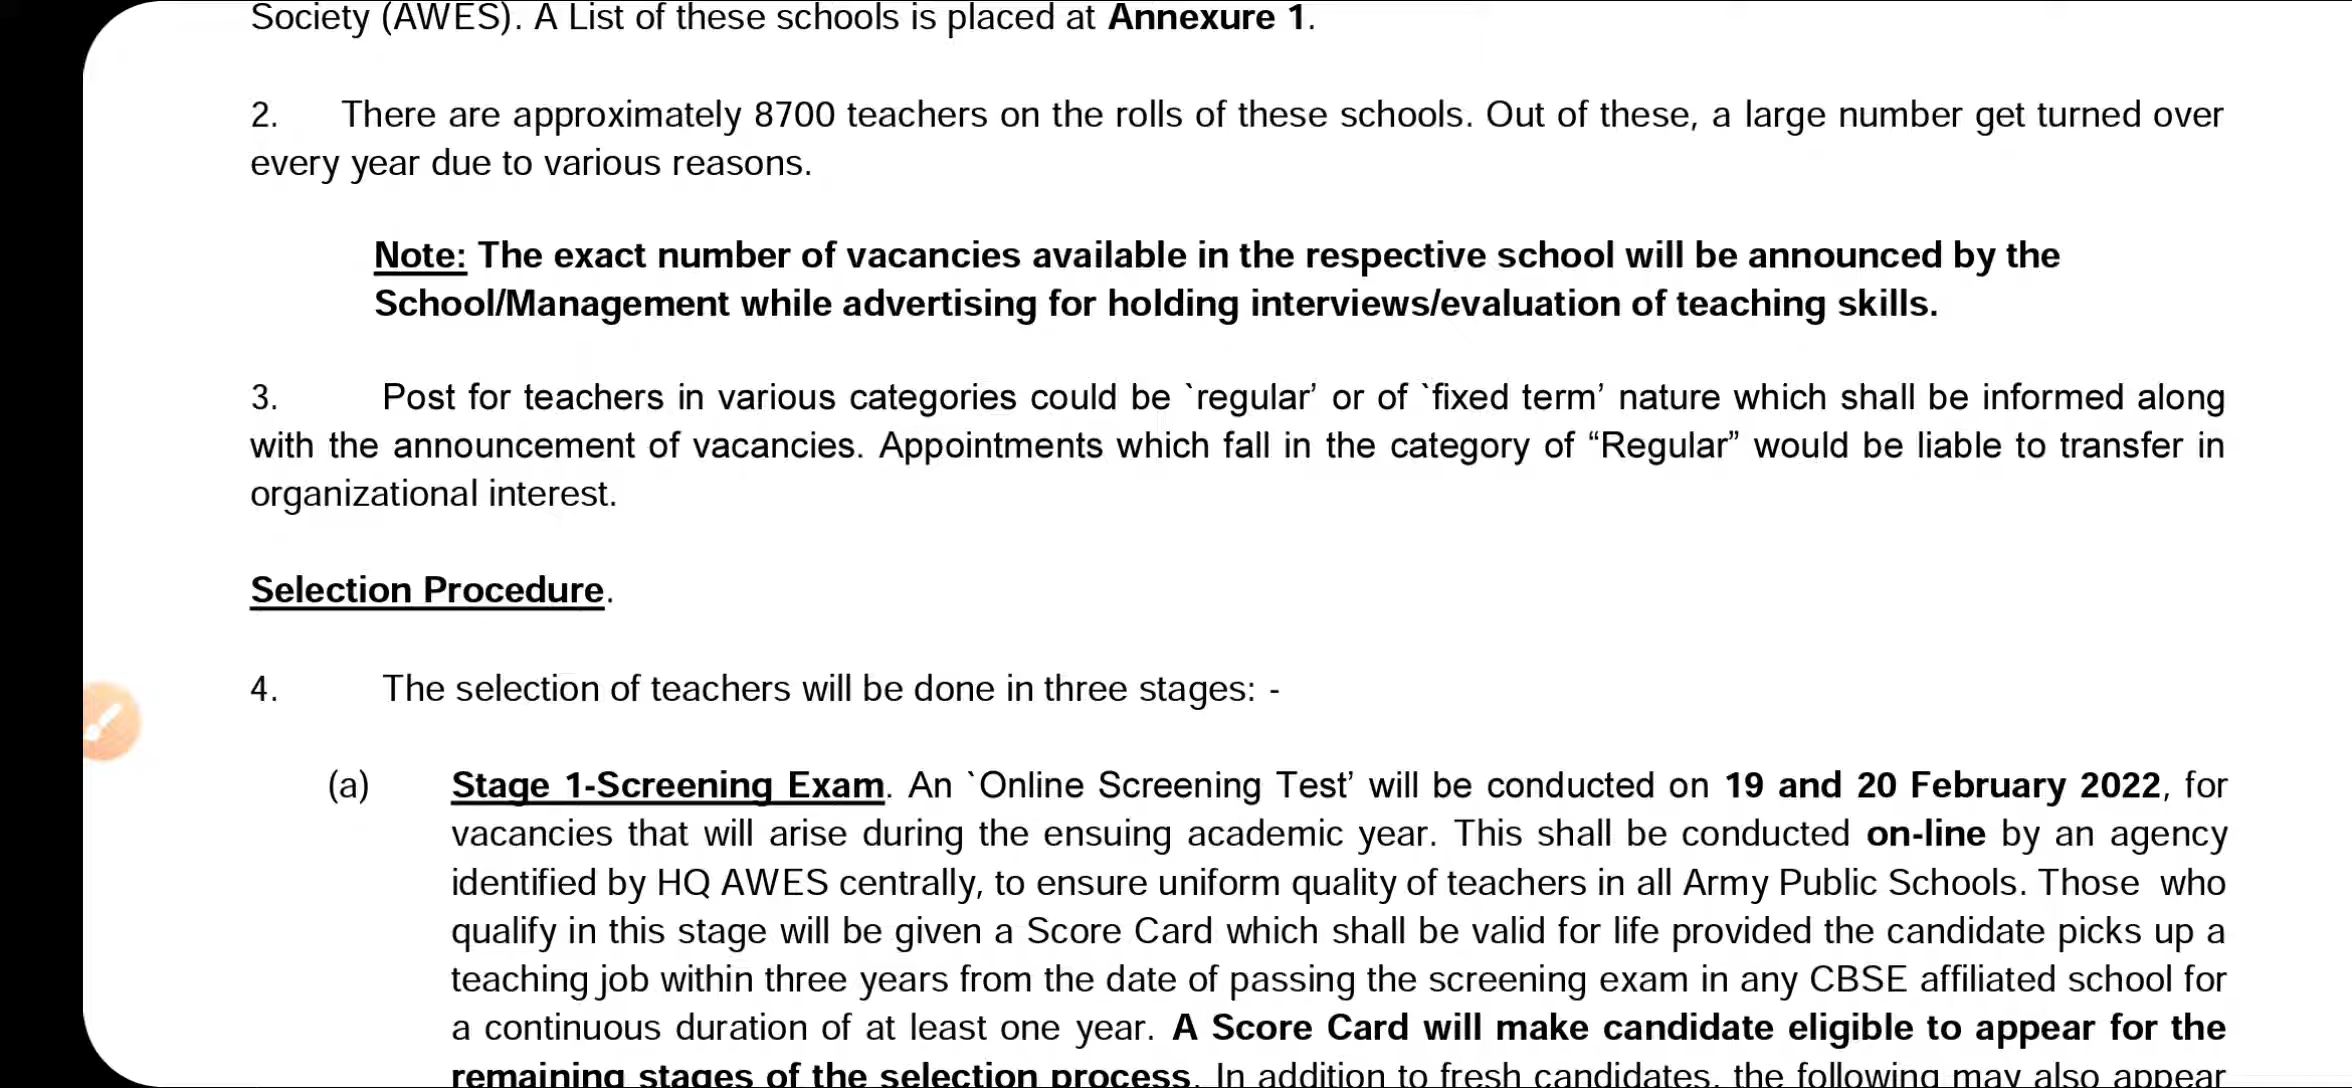 Society (AWES). A List of these schools is placed at Annexure 1.
2. There are approximately 8700 teachers on the rolls of these schools. Out of these, a large number get turned over
every year due to various reasons.
Note: The exact number of vacancies available in the respective school will be announced by the
School/Management while advertising for holding interviews/evaluation of teaching skills.
3. Post for teachers in various categories could be `regular’ or of `fixed term’ nature which shall be informed along
with the announcement of vacancies. Appointments which fall in the category of “Regular” would be liable to transfer in
organizational interest.
Selection Procedure.
4. The selection of teachers will be done in three stages: -
(a) Stage 1-Screening Exam. An `Online Screening Test’ will be conducted on 19 and 20 February 2022, for
vacancies that will arise during the ensuing academic year. This shall be conducted on-line by an agency
identified by HQ AWES centrally, to ensure uniform quality of teachers in all Army Public Schools. Those who
qualify in this stage will be given a Score Card which shall be valid for life provided the candidate picks up a
teaching job within three years from the date of passing the screening exam in any CBSE affiliated school for
a continuous duration of at least one year. A Score Card will make candidate eligible to appear for the
remaining stages of the selection process. In addition to fresh candidates, the following may also appear